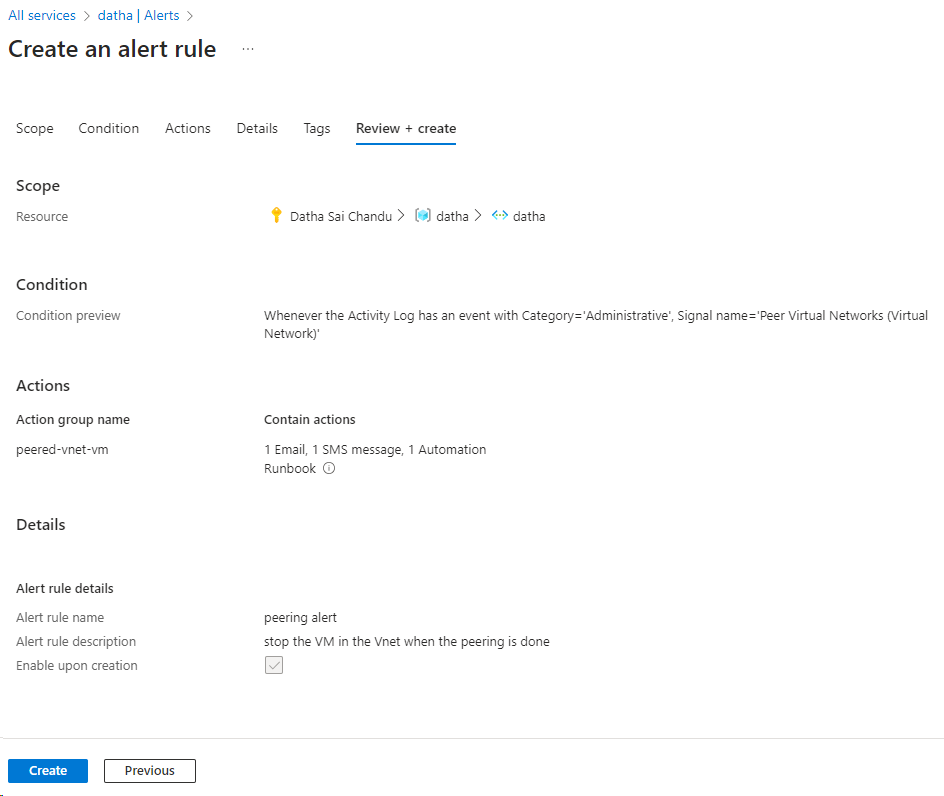 All services > datha | Alerts >
Create an alert rule ...
Scope Condition Actions Details Tags Review + create
Scope
Resource Datha Sai Chandu > datha > datha
Condition
Condition preview Whenever the Activity Log has an event with Category='Administrative', Signal name='Peer Virtual Networks (Virtual
Network)'
Actions
Action group name Contain actions
peered-vnet-vm 1 Email, 1 SMS message, 1 Automation
Runbook
Details
Alert rule details
Alert rule name peering alert
Alert rule description stop the VM in the Vnet when the peering is done
Enable upon creation
Create Previous